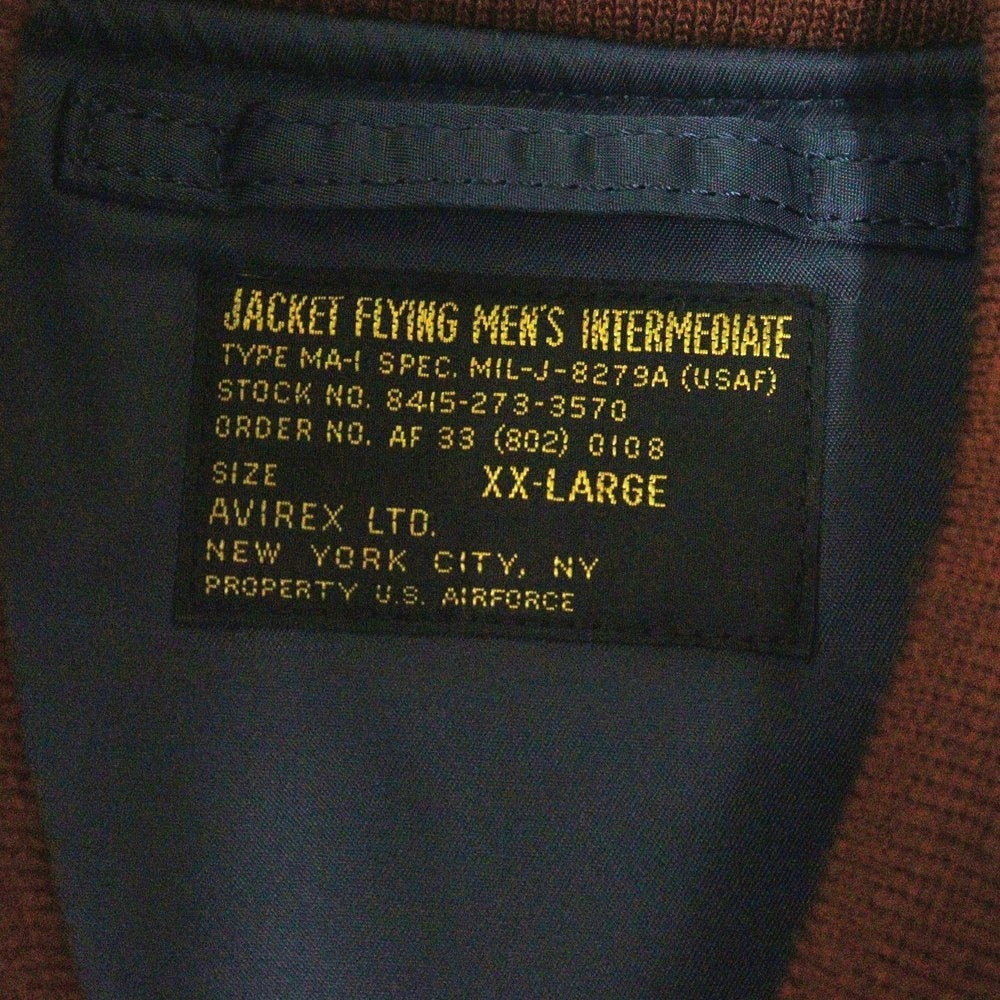 JACKET FLYING MEN'S INTERMEDIATE
TYPE MA-1 SPEC. MIL-J-8279A (USAF)
STOCK NO. 8415-273-3570
ORDER NO. AF 33 (802) 0108
SIZE XX-LARGE
AVIREX LTD.
NEW YORK CITY, NY
PROPERTY U.S. AIRFORCE